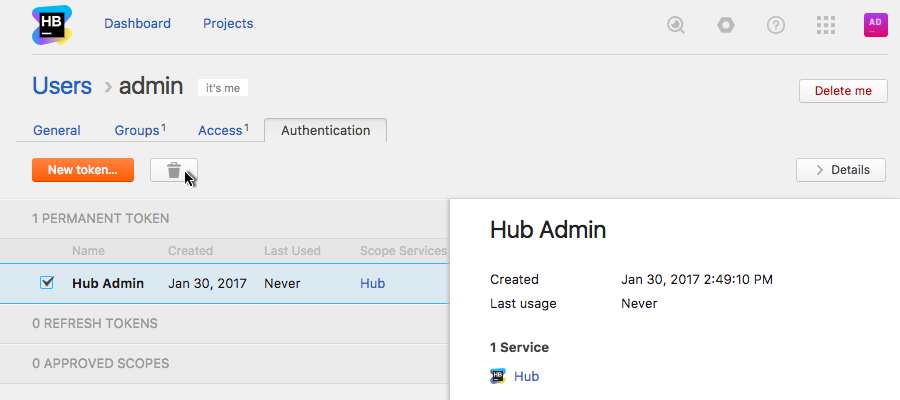 HB Dashboard Projects AD
Users > admin it's me Delete me
General Groups 1 Access 1 Authentication
New token... > Details
1 PERMANENT TOKEN
Name Created Last Used Scope Services
Hub Admin Jan 30, 2017 Never Hub
0 REFRESH TOKENS
0 APPROVED SCOPES
Hub Admin
Created Jan 30, 2017 2:49:10 PM
Last usage Never
1 Service
HB Hub